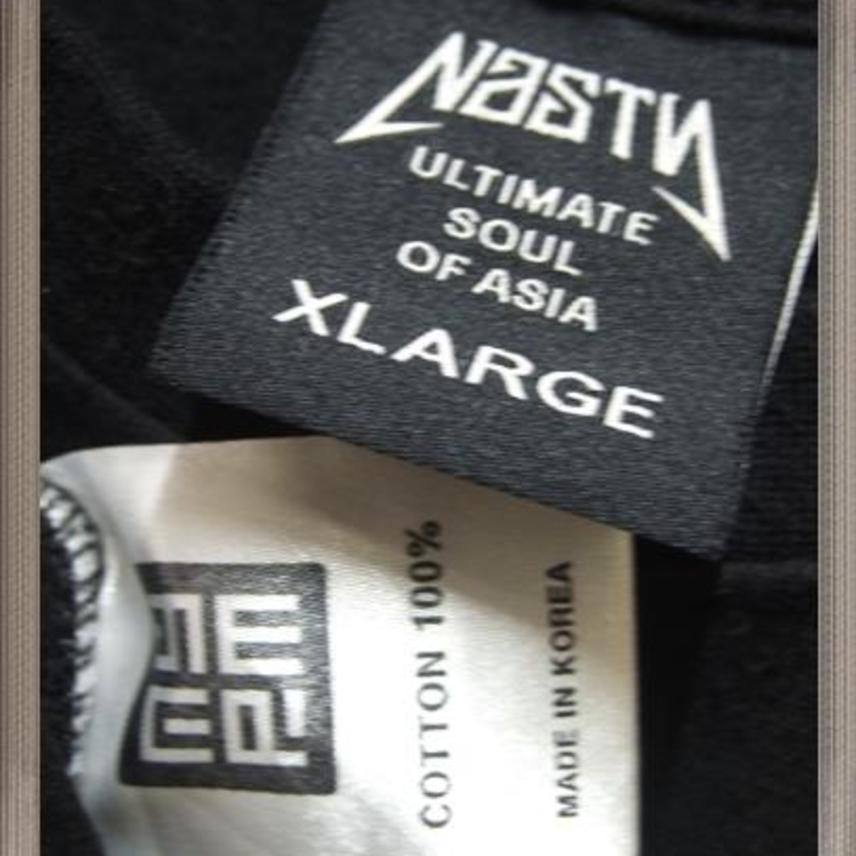 NASTY
ULTIMATE
SOUL
OF ASIA
XLARGE
COTTON 100%
MADE IN KOREA